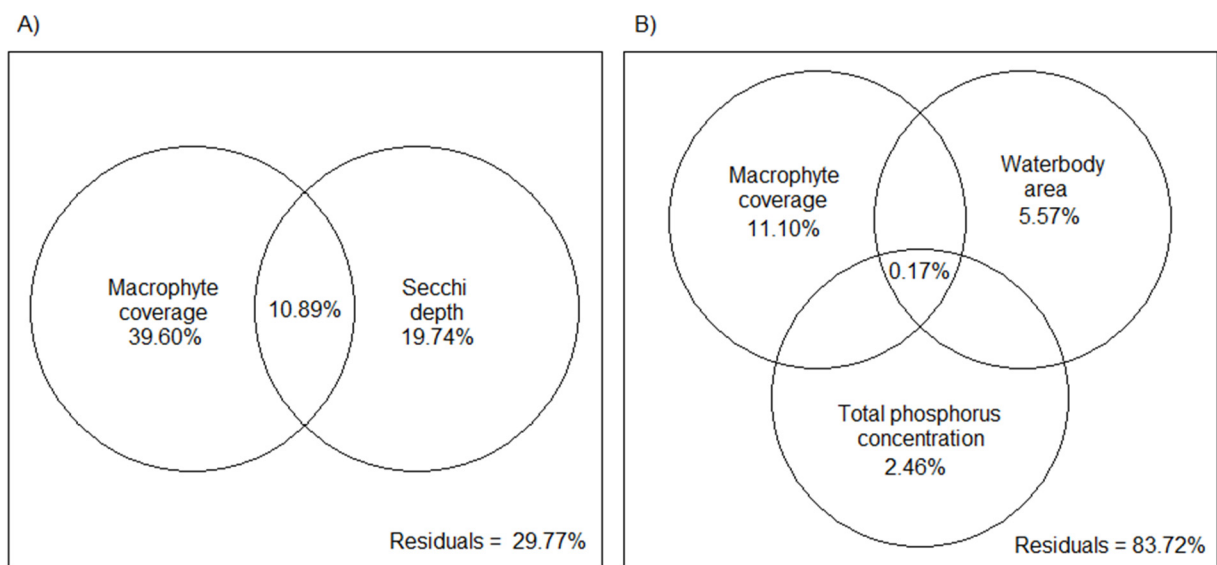 A)
Macrophyte
coverage
39.60%
10.89%
Secchi
depth
19.74%
Residuals = 29.77%
B)
Macrophyte
coverage
11.10%
Waterbody
area
5.57%
0.17%
Total phosphorus
concentration
2.46%
Residuals = 83.72%